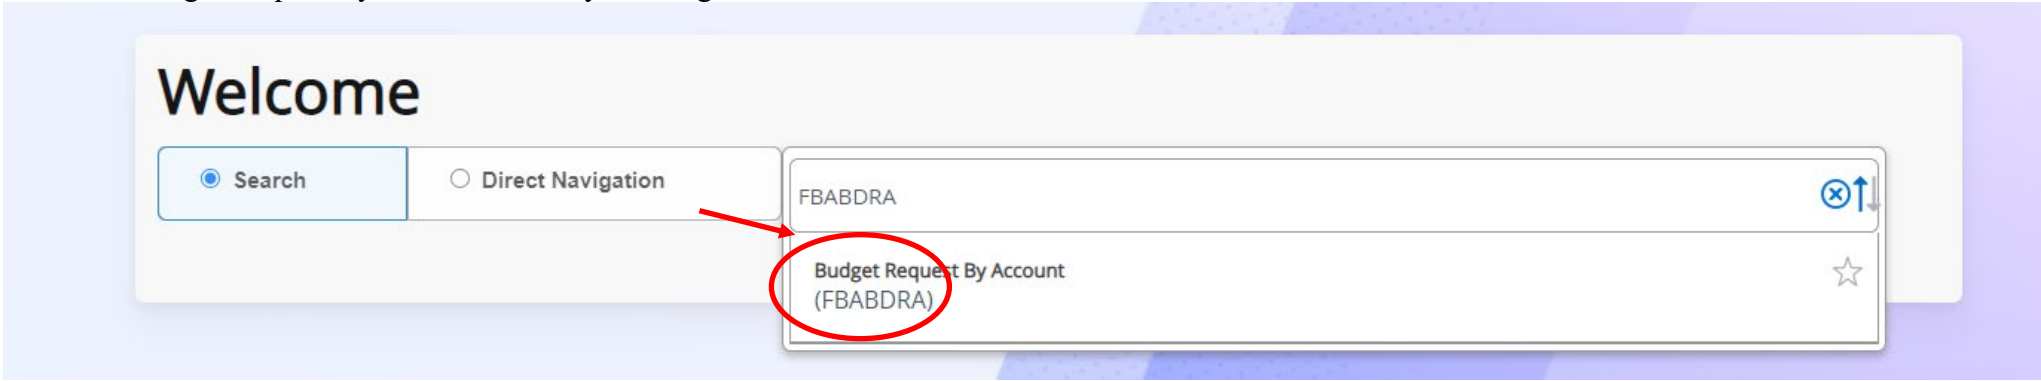 Welcome
Search
Direct Navigation
FBABDRA
Budget Request By Account
(FBABDRA)